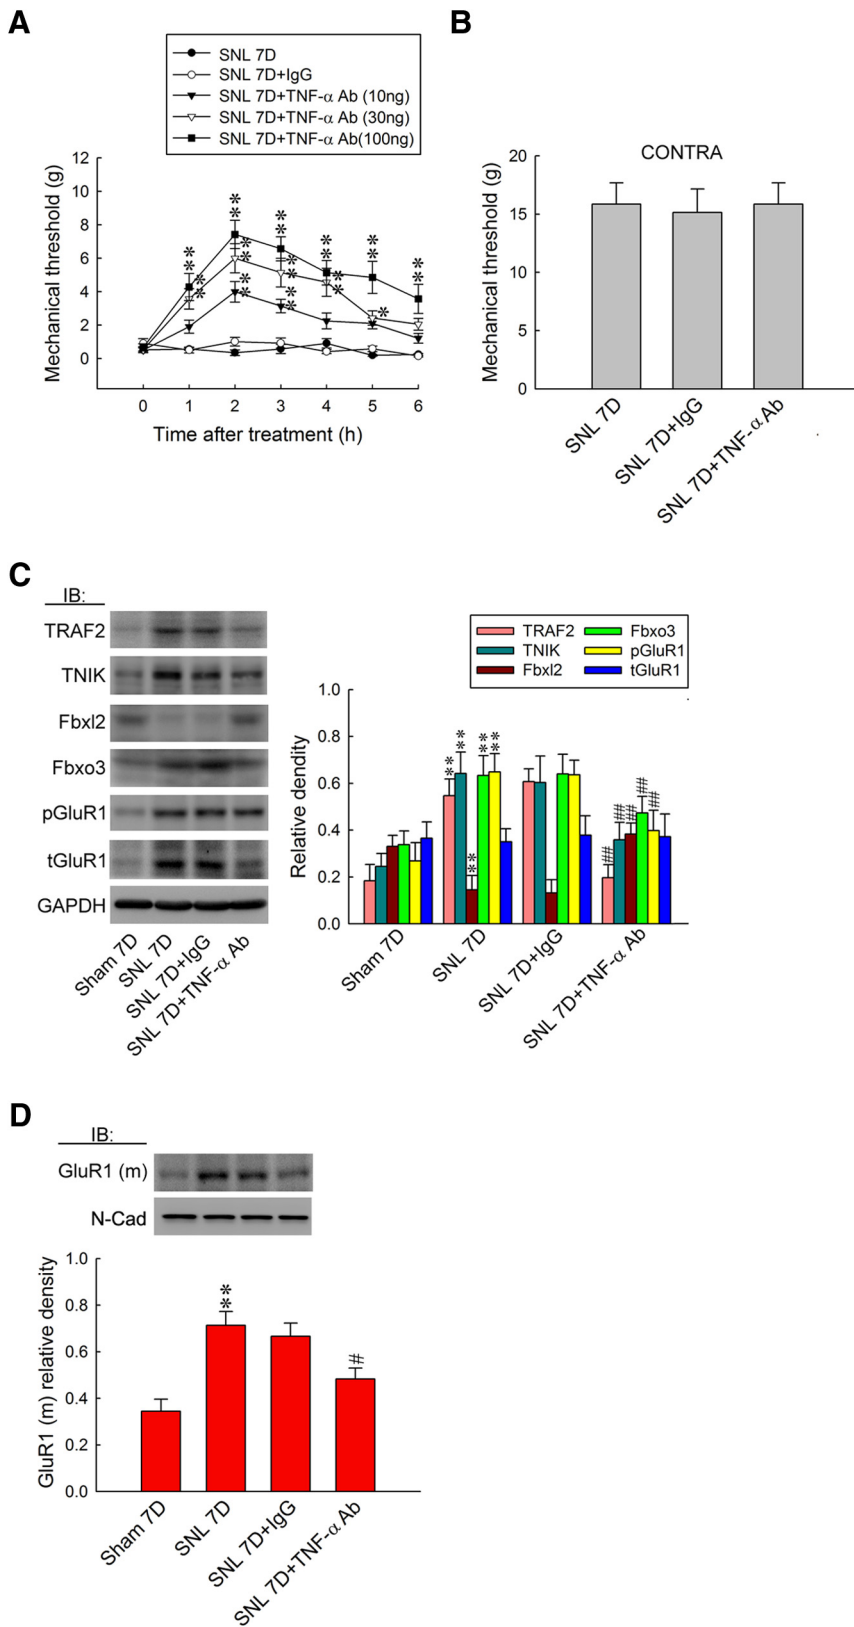 A
SNL 7D
SNL 7D+IgG
SNL 7D+TNF-α Ab (10ng)
SNL 7D+TNF-α Ab (30ng)
SNL 7D+TNF-α Ab(100ng)
Mechanical threshold (g)
12
10
8
6
4
2
0
** ** ** ** ** **
** ** ** ** *
** **
0 1 2 3 4 5 6
Time after treatment (h)
B
CONTRA
Mechanical threshold (g)
20
15
10
5
0
SNL 7D
SNL 7D+IgG
SNL 7D+TNF-α Ab
C
IB:
TRAF2
TNIK
Fbxl2
Fbxo3
pGluR1
tGluR1
GAPDH
Sham 7D
SNL 7D
SNL 7D+IgG
SNL 7D+TNF-α Ab
TRAF2 Fbxo3
TNIK pGluR1
Fbxl2 tGluR1
Relative dendity
1.0
0.8
0.6
0.4
0.2
0.0
** ** ** ** **
## ## ## ## ##
Sham 7D
SNL 7D
SNL 7D+IgG
SNL 7D+TNF-α Ab
D
IB:
GluR1 (m)
N-Cad
GluR1 (m) relative density
1.0
0.8
0.6
0.4
0.2
0.0
**
#
Sham 7D
SNL 7D
SNL 7D+IgG
SNL 7D+TNF-α Ab